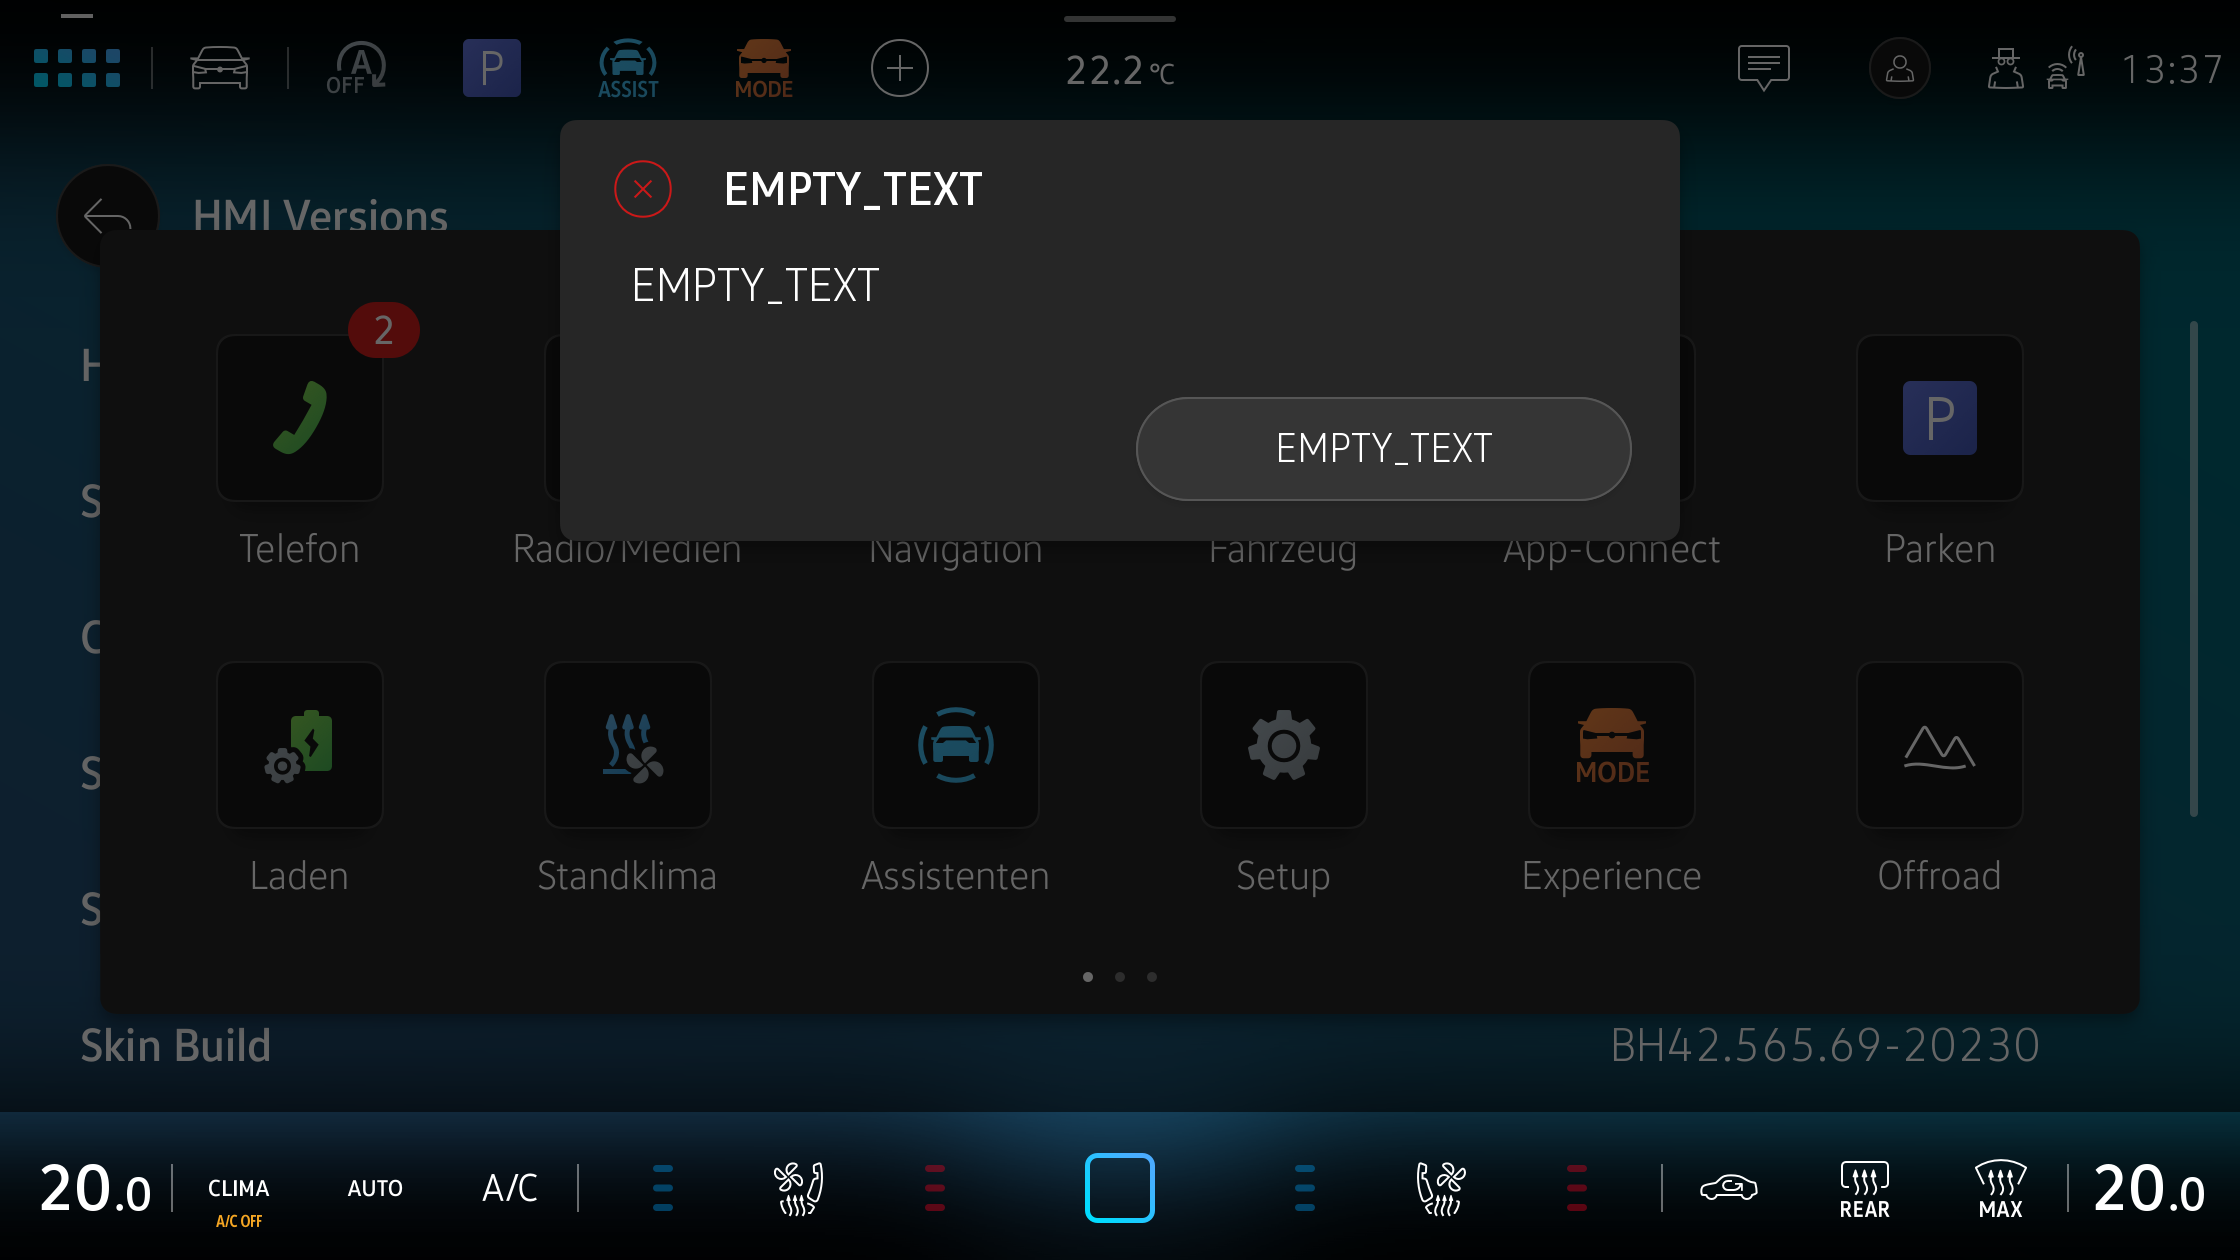 A
OFF
P
ASSIST
MODE
22.2 °C
13:37
HMI Versions
EMPTY_TEXT
EMPTY_TEXT
EMPTY_TEXT
H
S
C
S
S
2
P
Telefon
Radio/Medien
Navigation
Fahrzeug
App-Connect
Parken
MODE
Laden
Standklima
Assistenten
Setup
Experience
Offroad
Skin Build
BH42.565.69-20230
20.0
CLIMA
A/C OFF
AUTO
A/C
REAR
MAX
20.0